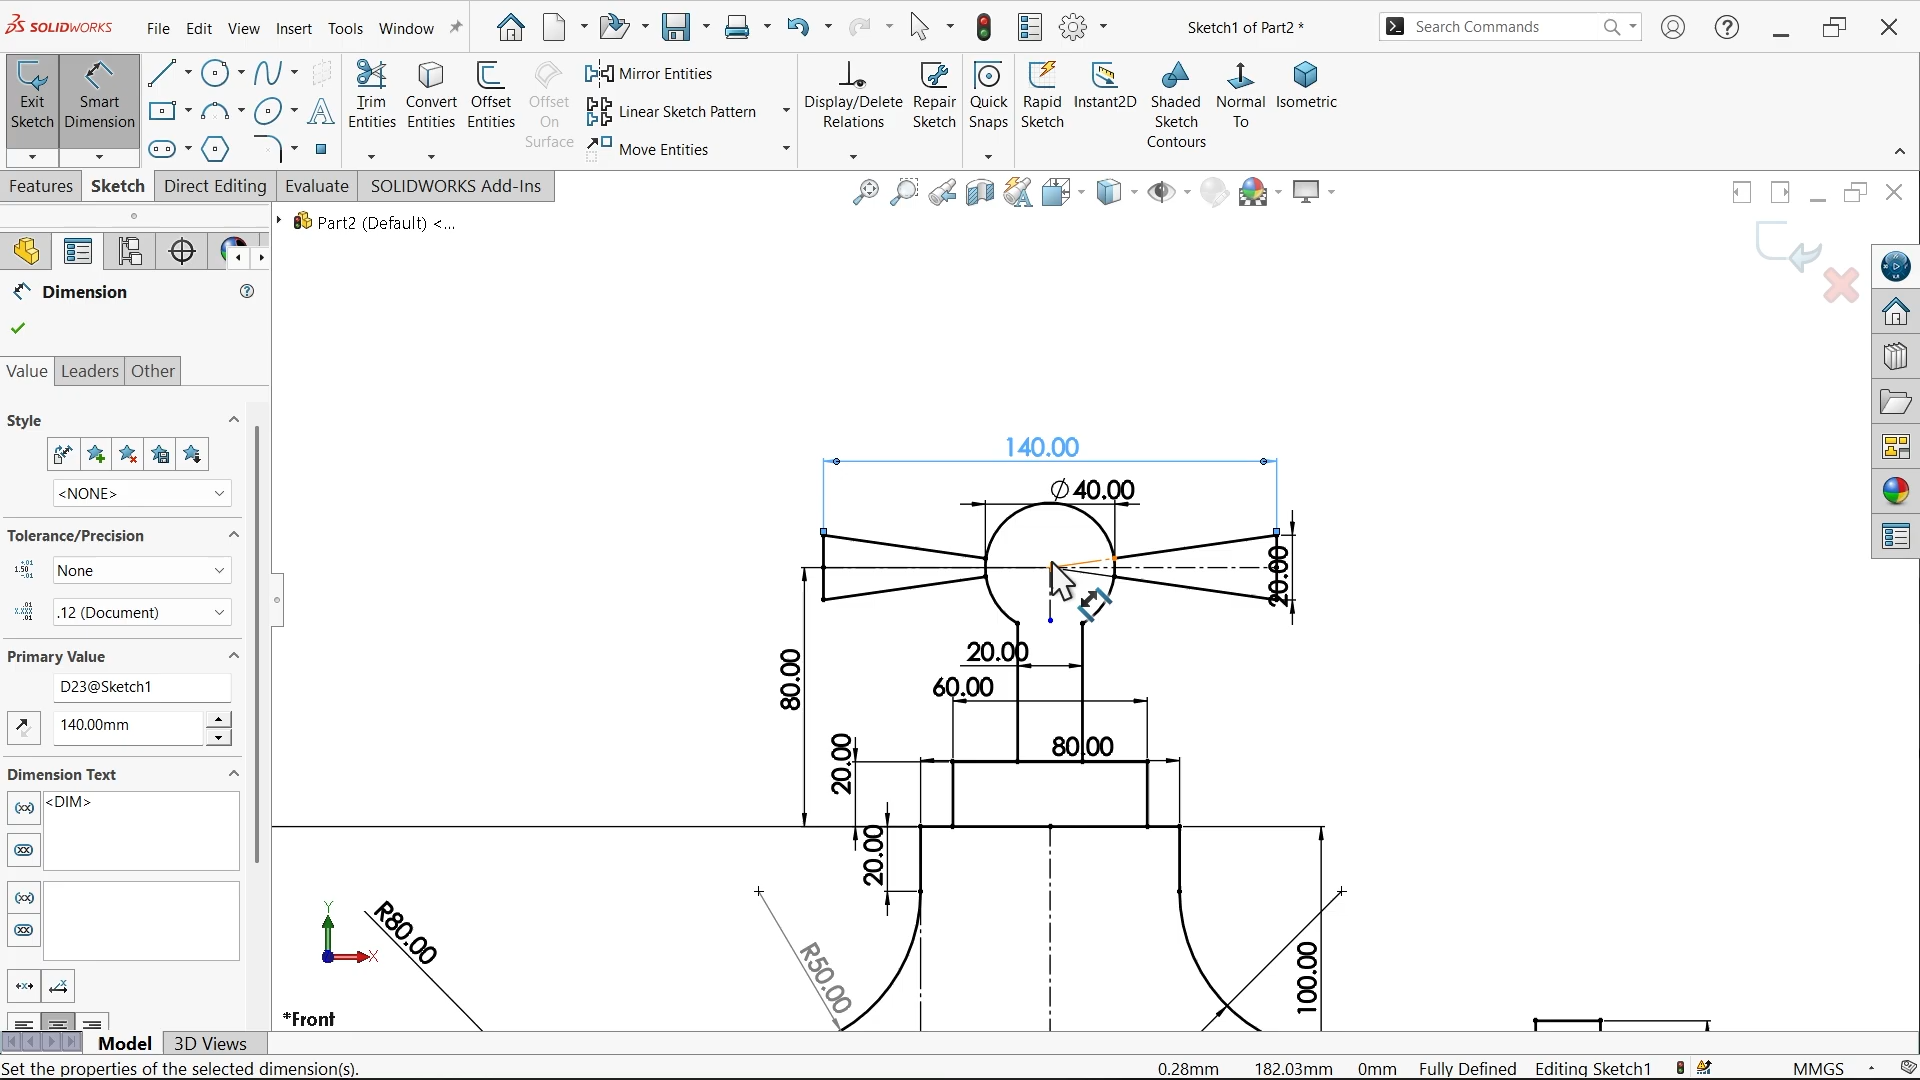 SOLIDWORKS
File Edit View Insert Tools Window
Sketch1 of Part2 *
Search Commands
Exit Sketch
Smart Dimension
Trim Entities
Convert Entities
Offset Entities
Offset On Surface
Mirror Entities
Linear Sketch Pattern
Move Entities
Display/Delete Relations
Repair Sketch
Quick Snaps
Rapid Sketch
Instant2D
Shaded Sketch Contours
Normal To
Isometric
Features Sketch Direct Editing Evaluate SOLIDWORKS Add-Ins
Part2 (Default) <...
Dimension
Value Leaders Other
Style
<NONE>
Tolerance/Precision
None
.12 (Document)
Primary Value
D23@Sketch1
140.00mm
Dimension Text
<DIM>
140.00
∅40.00
20.00
80.00
20.00
60.00
80.00
20.00
20.00
R80.00
R50.00
100.00
Y
X
*Front
Model 3D Views
Set the properties of the selected dimension(s).
0.28mm 182.03mm 0mm Fully Defined Editing Sketch1 MMGS